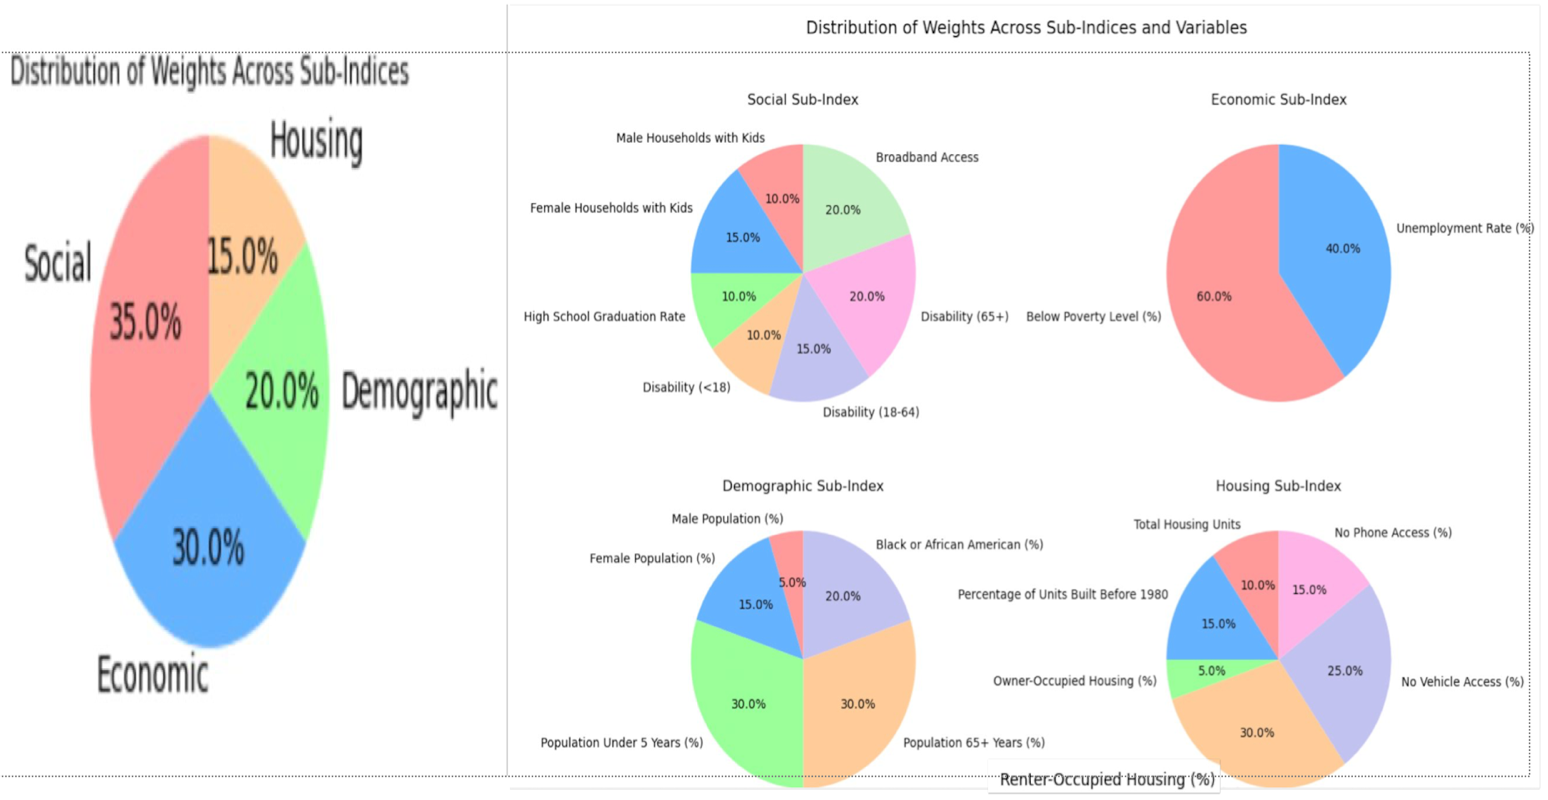 Distribution of Weights Across Sub-Indices
Housing
Social
15.0%
35.0%
20.0%
Demographic
30.0%
Economic
Distribution of Weights Across Sub-Indices and Variables
Social Sub-Index
Male Households with Kids
Broadband Access
10.0%
20.0%
Female Households with Kids
15.0%
10.0%
20.0%
High School Graduation Rate
Disability (65+)
10.0%
15.0%
Disability (<18)
Disability (18-64)
Economic Sub-Index
Unemployment Rate (%)
40.0%
60.0%
Below Poverty Level (%)
Demographic Sub-Index
Male Population (%)
Black or African American (%)
Female Population (%)
5.0%
20.0%
15.0%
30.0%
30.0%
Population Under 5 Years (%)
Population 65+ Years (%)
Housing Sub-Index
Total Housing Units
No Phone Access (%)
10.0%
15.0%
Percentage of Units Built Before 1980
15.0%
5.0%
25.0%
Owner-Occupied Housing (%)
No Vehicle Access (%)
30.0%
Renter-Occupied Housing (%)